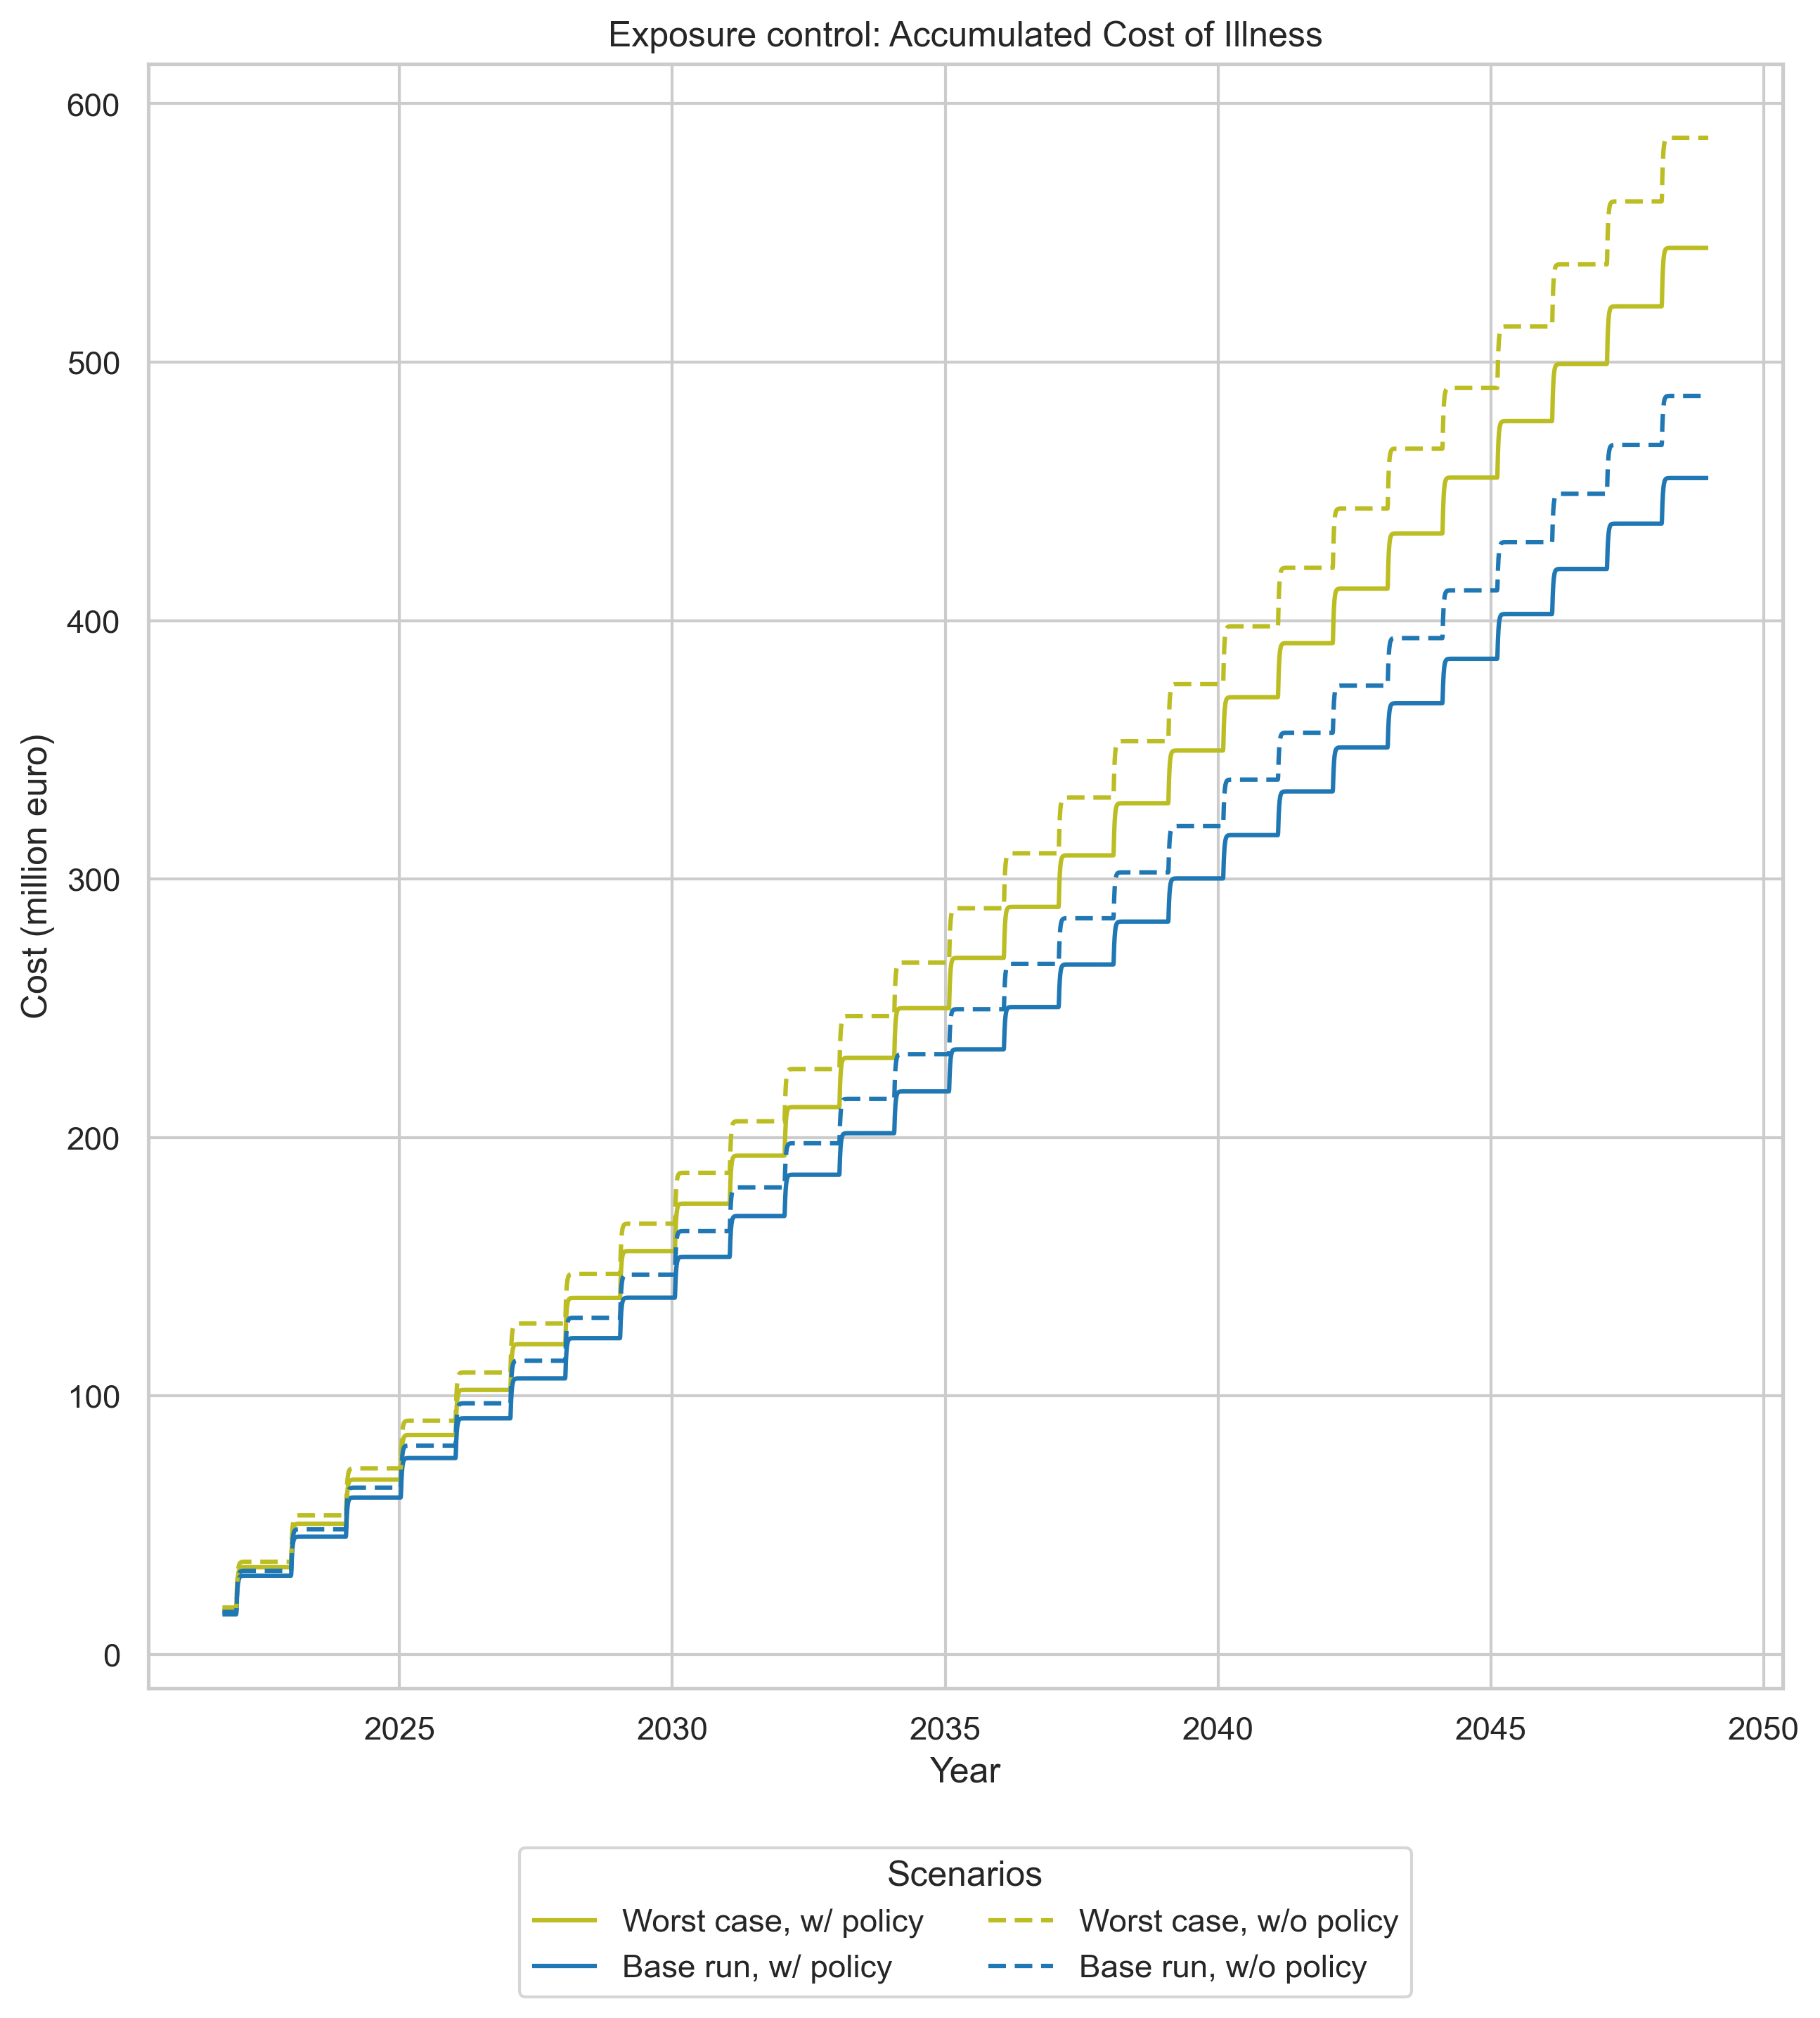 Exposure control: Accumulated Cost of Illness
600
500
400
300
200
100
0
Cost (million euro)
2025 2030 2035 2040 2045 2050
Year
Scenarios
Worst case, w/ policy Worst case, w/o policy
Base run, w/ policy Base run, w/o policy